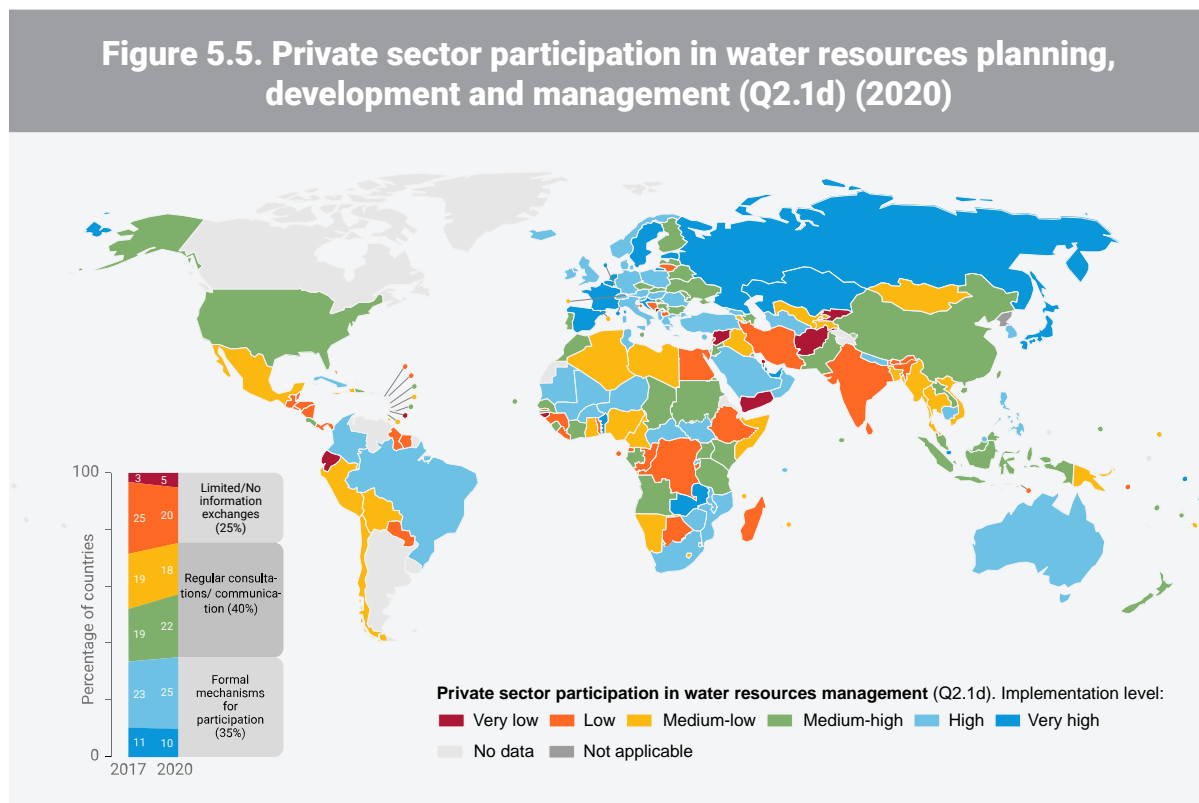 Figure 5.5. Private sector participation in water resources planning,
development and management (Q2.1d) (2020)
100
0
Percentage of countries
3 5
25 20
19 18
19 22
23 25
11 10
2017 2020
Limited/No
information
exchanges
(25%)
Regular consulta-
tions/ communica-
tion (40%)
Formal
mechanisms
for
participation
(35%)
Private sector participation in water resources management (Q2.1d). Implementation level:
Very low Low Medium-low Medium-high High Very high
No data Not applicable